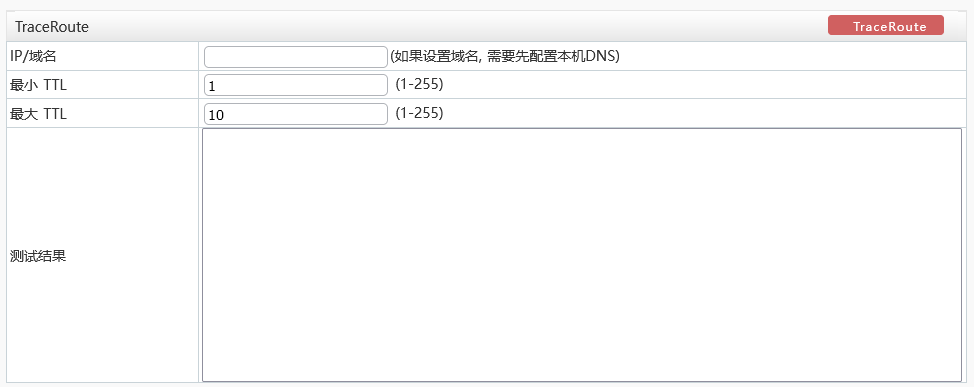 TraceRoute TraceRoute
IP/域名 (如果设置域名, 需要先配置本机DNS)
最小 TTL 1 (1-255)
最大 TTL 10 (1-255)
测试结果